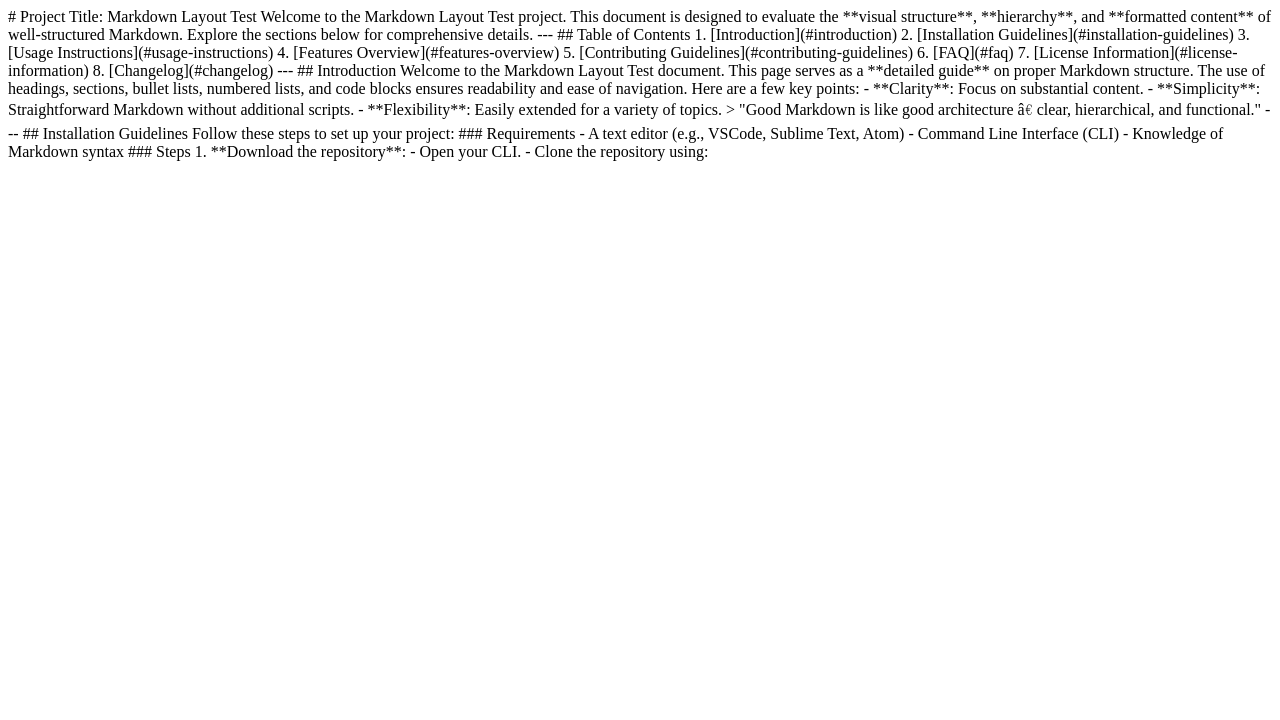 # Project Title: Markdown Layout Test Welcome to the Markdown Layout Test project. This document is designed to evaluate the **visual structure**, **hierarchy**, and **formatted content** of
well-structured Markdown. Explore the sections below for comprehensive details. --- ## Table of Contents 1. [Introduction](#introduction) 2. [Installation Guidelines](#installation-guidelines) 3.
[Usage Instructions](#usage-instructions) 4. [Features Overview](#features-overview) 5. [Contributing Guidelines](#contributing-guidelines) 6. [FAQ](#faq) 7. [License Information](#license-
information) 8. [Changelog](#changelog) --- ## Introduction Welcome to the Markdown Layout Test document. This page serves as a **detailed guide** on proper Markdown structure. The use of
headings, sections, bullet lists, numbered lists, and code blocks ensures readability and ease of navigation. Here are a few key points: - **Clarity**: Focus on substantial content. - **Simplicity**:
Straightforward Markdown without additional scripts. - **Flexibility**: Easily extended for a variety of topics. > "Good Markdown is like good architecture â€ clear, hierarchical, and functional." -
-- ## Installation Guidelines Follow these steps to set up your project: ### Requirements - A text editor (e.g., VSCode, Sublime Text, Atom) - Command Line Interface (CLI) - Knowledge of
Markdown syntax ### Steps 1. **Download the repository**: - Open your CLI. - Clone the repository using: